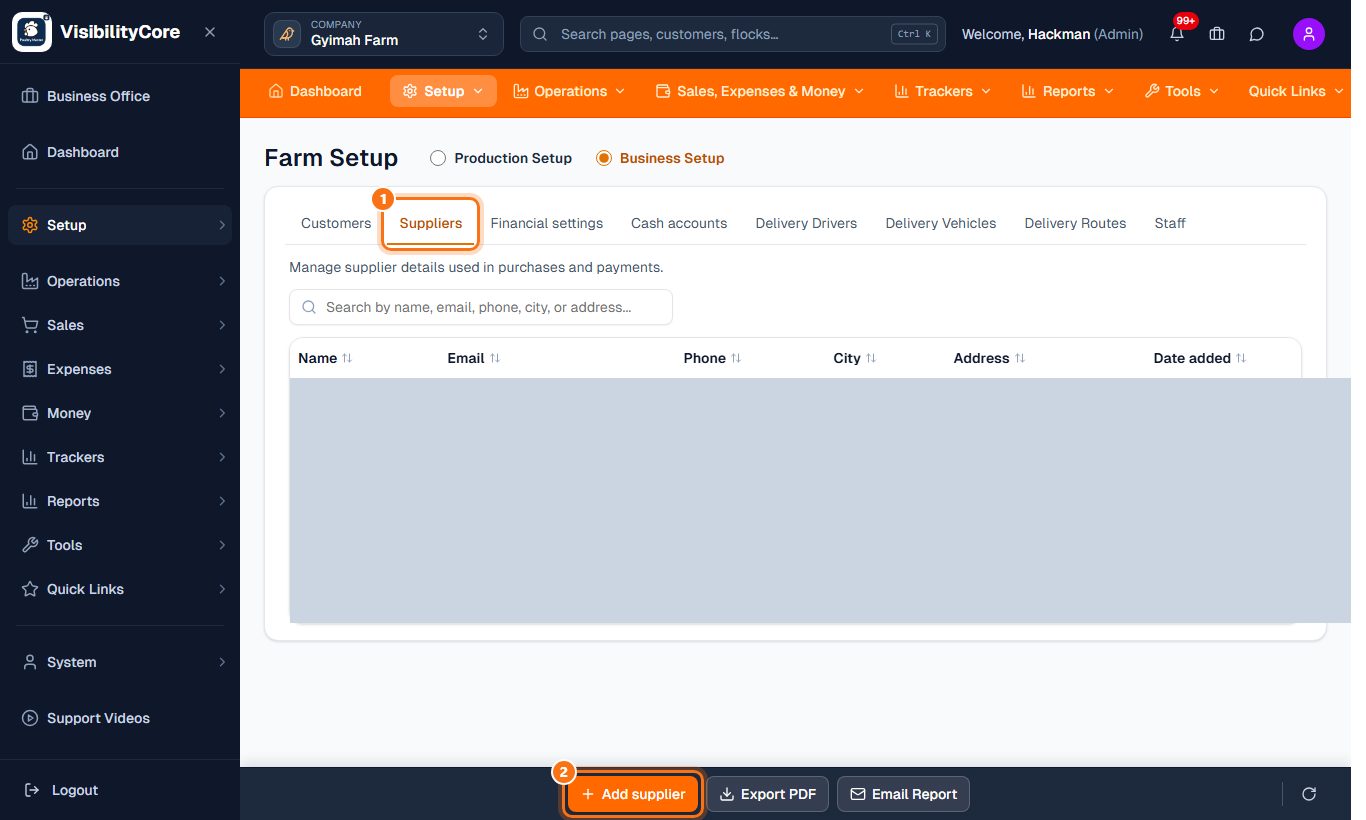 VisibilityCore
COMPANY
Gyimah Farm
Search pages, customers, flocks...
Ctrl K
Welcome, Hackman (Admin)
99+
Business Office
Dashboard
Setup
Operations
Sales
Expenses
Money
Trackers
Reports
Tools
Quick Links
System
Support Videos
Logout
Dashboard
Setup
Operations
Sales, Expenses & Money
Trackers
Reports
Tools
Quick Links
Farm Setup
Production Setup
Business Setup
1
Customers
Suppliers
Financial settings
Cash accounts
Delivery Drivers
Delivery Vehicles
Delivery Routes
Staff
Manage supplier details used in purchases and payments.
Search by name, email, phone, city, or address...
Name
Email
Phone
City
Address
Date added
2
+ Add supplier
Export PDF
Email Report